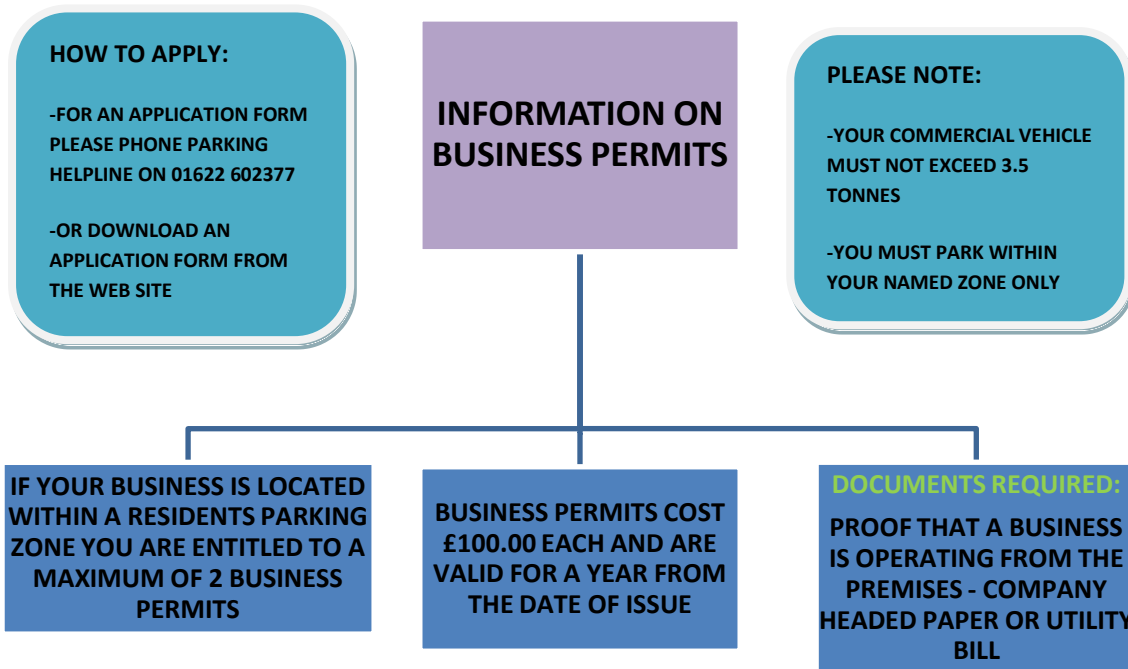 HOW TO APPLY:
-FOR AN APPLICATION FORM
PLEASE PHONE PARKING
HELPLINE ON 01622 602377
-OR DOWNLOAD AN
APPLICATION FORM FROM
THE WEB SITE
INFORMATION ON
BUSINESS PERMITS
PLEASE NOTE:
-YOUR COMMERCIAL VEHICLE
MUST NOT EXCEED 3.5
TONNES
-YOU MUST PARK WITHIN
YOUR NAMED ZONE ONLY
IF YOUR BUSINESS IS LOCATED
WITHIN A RESIDENTS PARKING
ZONE YOU ARE ENTITLED TO A
MAXIMUM OF 2 BUSINESS
PERMITS
BUSINESS PERMITS COST
£100.00 EACH AND ARE
VALID FOR A YEAR FROM
THE DATE OF ISSUE
DOCUMENTS REQUIRED:
PROOF THAT A BUSINESS
IS OPERATING FROM THE
PREMISES - COMPANY
HEADED PAPER OR UTILITY
BILL